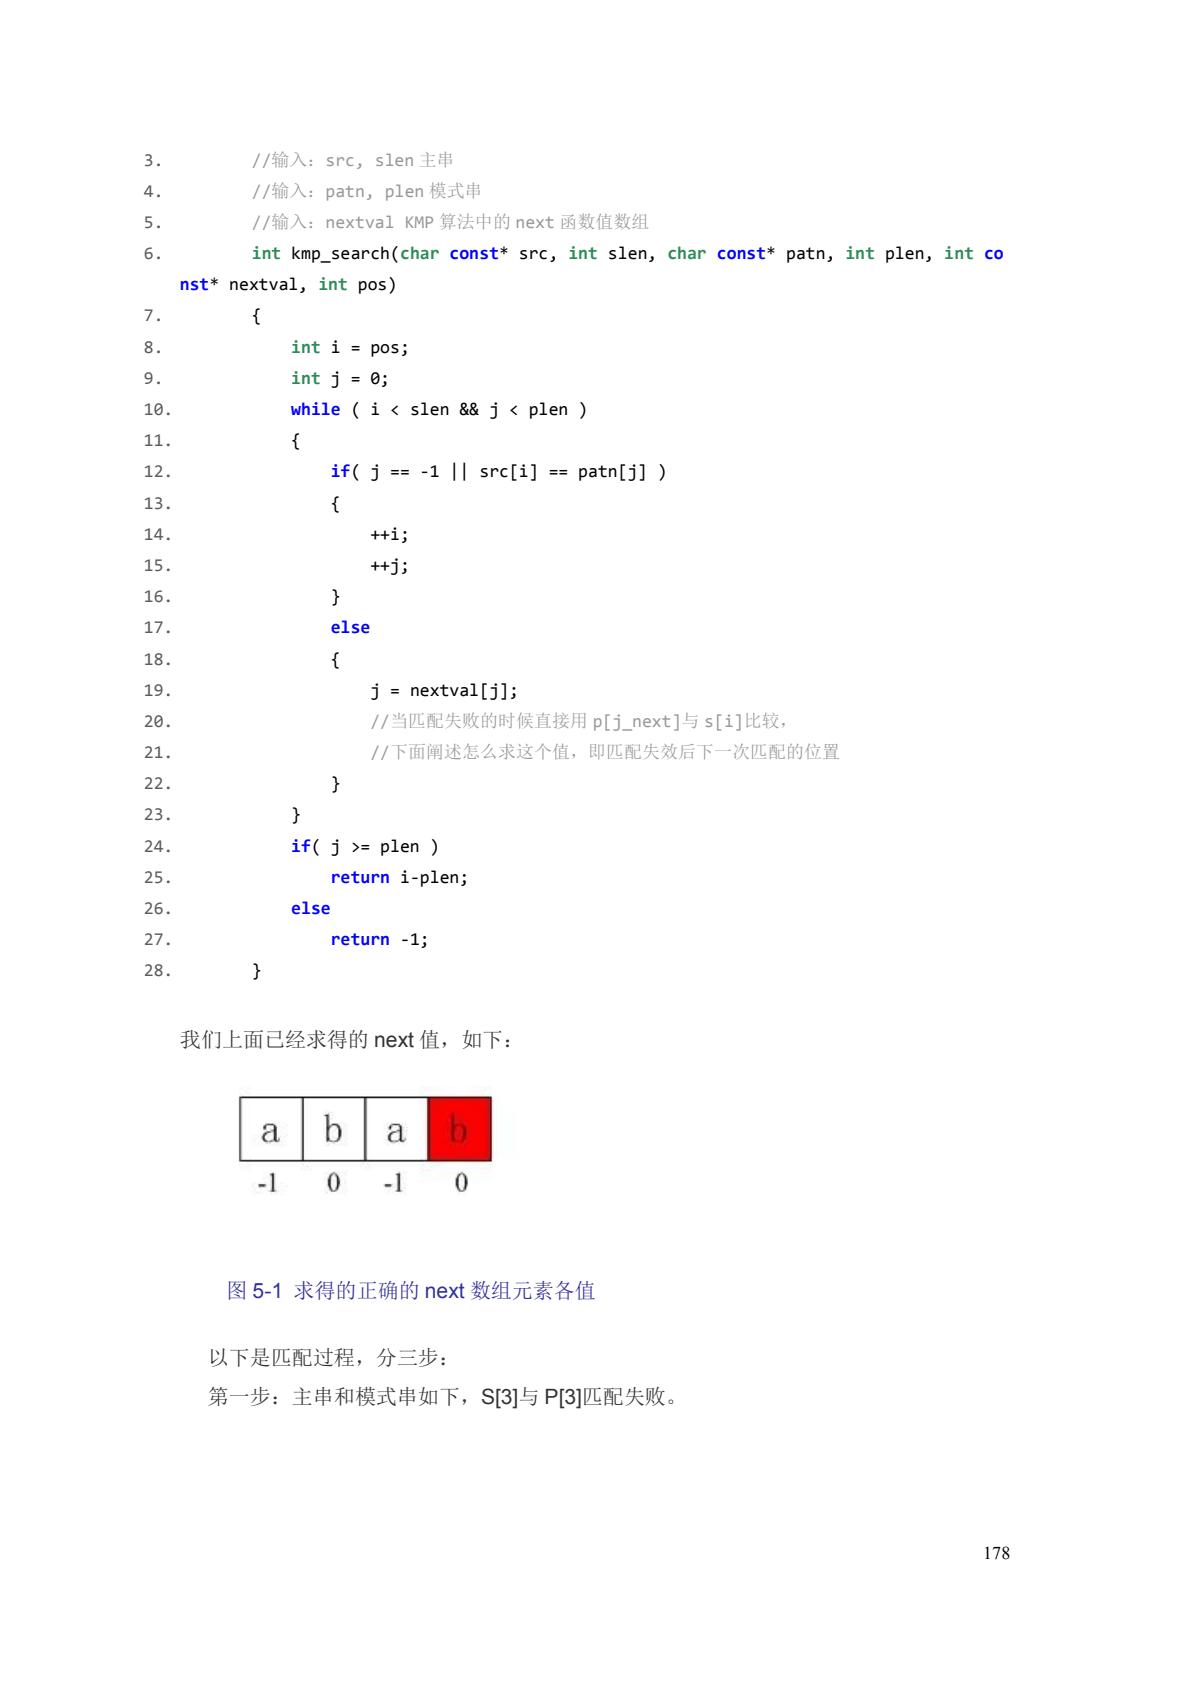 3. //输入：src, slen 主串
4. //输入：patn, plen 模式串
5. //输入：nextval KMP 算法中的 next 函数值数组
6. int kmp_search(char const* src, int slen, char const* patn, int plen, int co
nst* nextval, int pos)
7. {
8. int i = pos;
9. int j = 0;
10. while ( i < slen && j < plen )
11. {
12. if( j == -1 || src[i] == patn[j] )
13. {
14. ++i;
15. ++j;
16. }
17. else
18. {
19. j = nextval[j];
20. //当匹配失败的时候直接用 p[j_next]与 s[i]比较，
21. //下面阐述怎么求这个值，即匹配失效后下一次匹配的位置
22. }
23. }
24. if( j >= plen )
25. return i-plen;
26. else
27. return -1;
28. }
我们上面已经求得的 next 值，如下：
a b a b
-1 0 -1 0
图 5-1 求得的正确的 next 数组元素各值
以下是匹配过程，分三步：
第一步：主串和模式串如下，S[3]与 P[3]匹配失败。
178